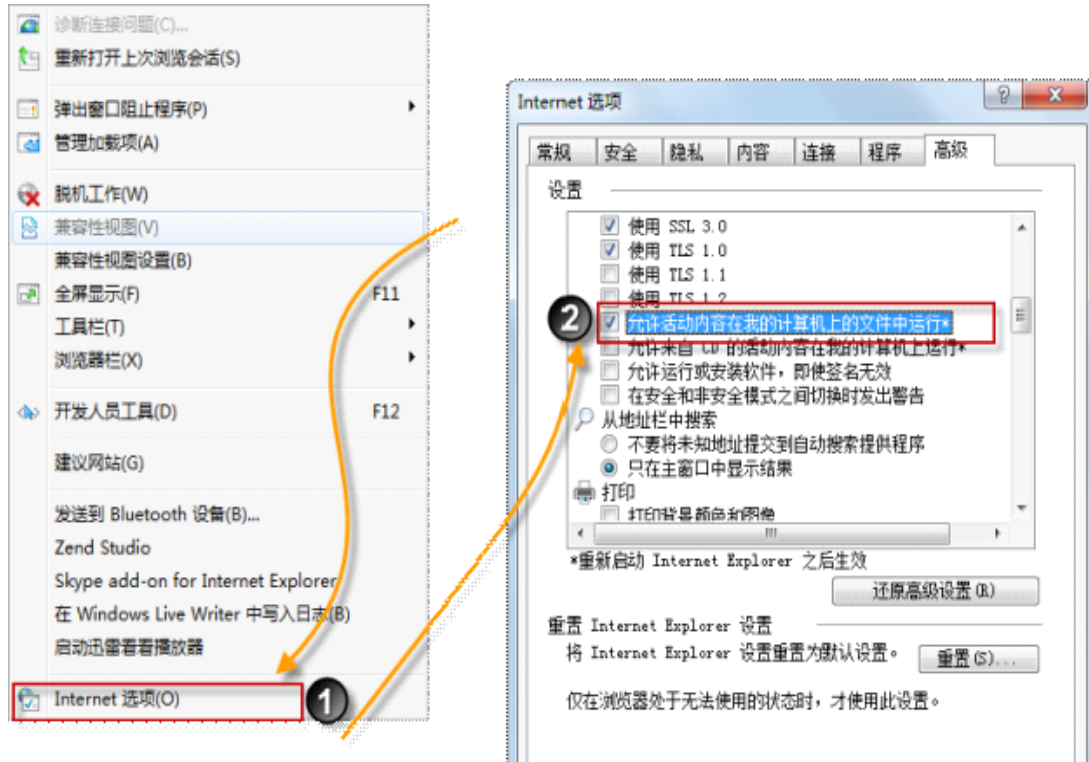 诊断连接问题(C)...
重新打开上次浏览会话(S)
弹出窗口阻止程序(P)
管理加载项(A)
脱机工作(W)
兼容性视图(V)
兼容性视图设置(B)
全屏显示(F) F11
工具栏(T)
浏览器栏(X)
开发人员工具(D) F12
建议网站(G)
发送到 Bluetooth 设备(B)...
Zend Studio
Skype add-on for Internet Explorer
在 Windows Live Writer 中写入日志(B)
启动迅雷看看播放器
Internet 选项(O)
1
Internet 选项
常规 安全 隐私 内容 连接 程序 高级
设置
使用 SSL 3.0
使用 TLS 1.0
使用 TLS 1.1
使用 TLS 1.2
2
允许活动内容在我的计算机上的文件中运行*
允许来自 CD 的活动内容在我的计算机上运行*
允许运行或安装软件，即使签名无效
在安全和非安全模式之间切换时发出警告
从地址栏中搜索
不要将未知地址提交到自动搜索提供程序
只在主窗口中显示结果
打印
打印背景颜色和图像
*重新启动 Internet Explorer 之后生效
还原高级设置(R)
重置 Internet Explorer 设置
将 Internet Explorer 设置重置为默认设置。
重置(S)...
仅在浏览器处于无法使用的状态时，才使用此设置。